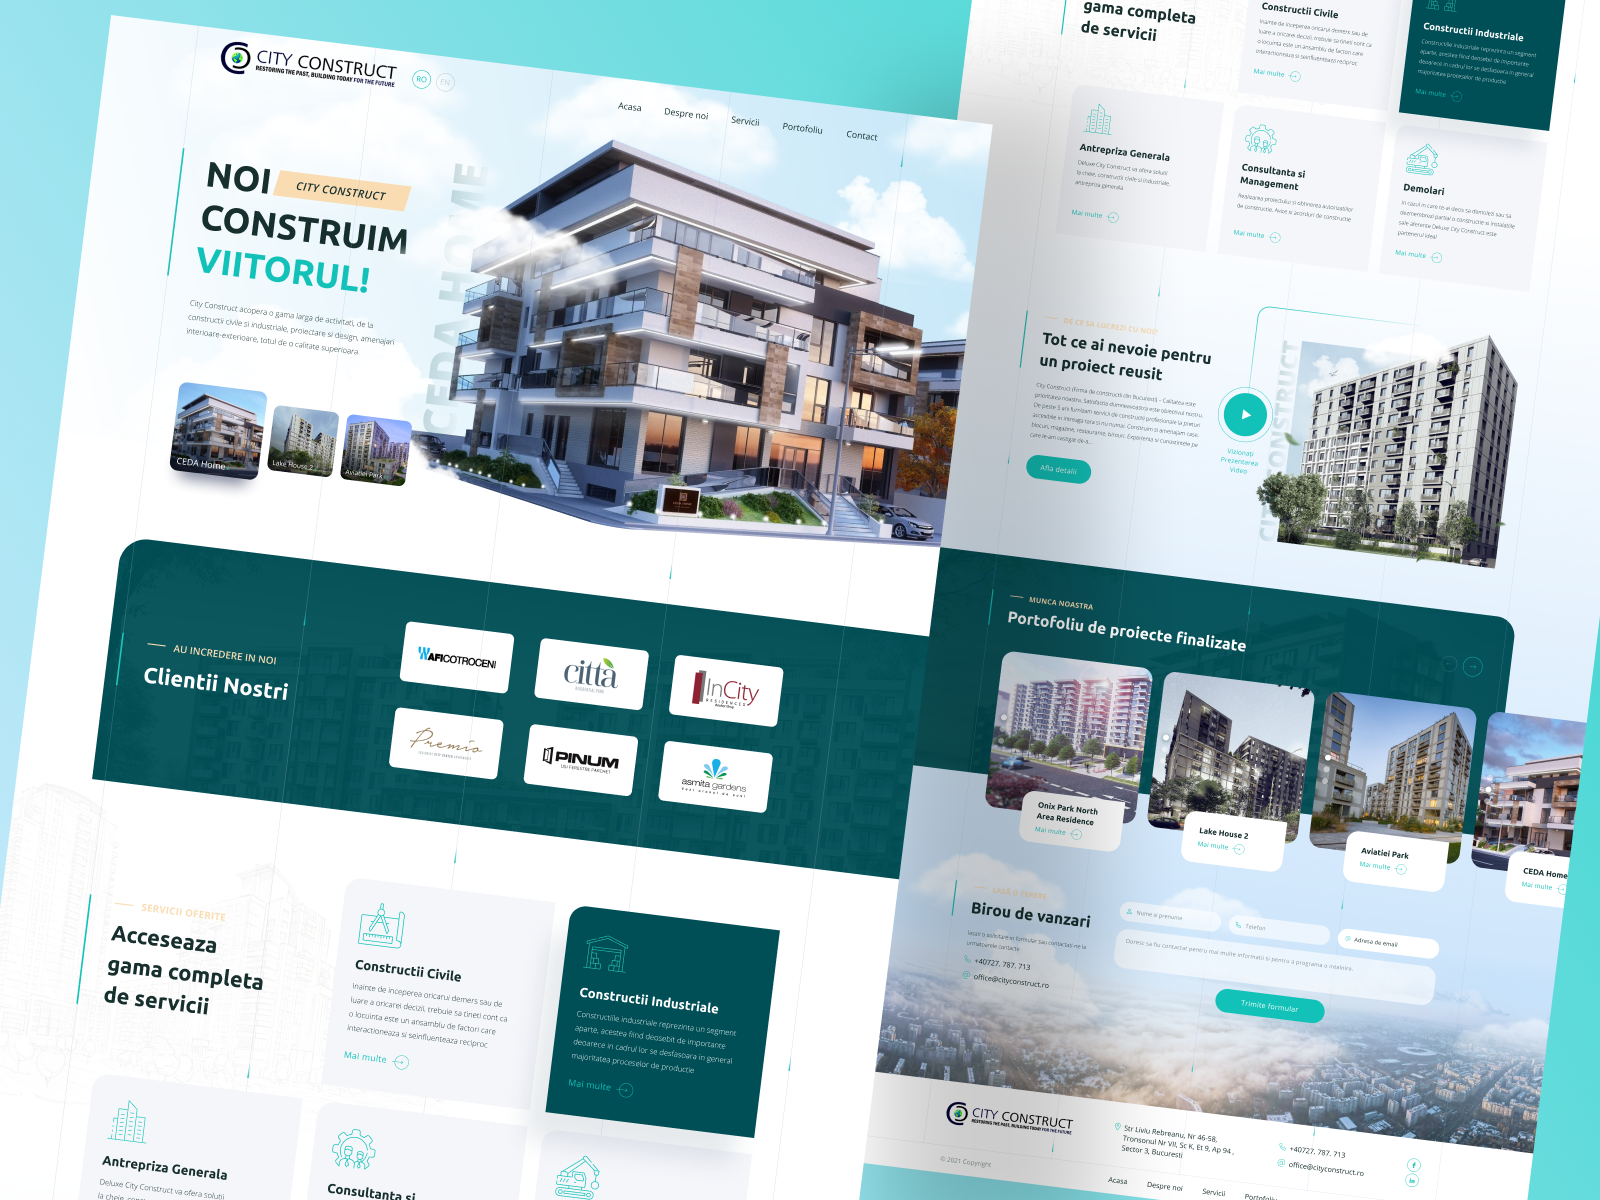 CITY CONSTRUCT
RESTORING THE PAST, BUILDING TODAY FOR THE FUTURE
RO
EN
Acasa
Despre noi
Servicii
Portofoliu
Contact
NOI
CITY CONSTRUCT
CONSTRUIM
VIITORUL!
City Construct acopera o gama larga de activitati, de la
constructii civile si industriale, proiectare si design, amenajari
interioare-exterioare, totul de o calitate superioara
CEDA HOME
CEDA Home
Lake House 2
Aviatiei Park
AU INCREDERE IN NOI
Clientii Nostri
AFI COTROCENI
città
InCity
RESIDENCES
Premio
PINUM
USI FERESTRE PARCHET
asmita gardens
SERVICII OFERITE
Acceseaza
gama completa
de servicii
Constructii Civile
Inainte de inceperea oricarui demers sau de
luare a oricarei decizii, trebuie sa tineti cont ca
o locuinta este un ansamblu de factori care
interactioneaza si seinfluenteaza reciproc
Mai multe
Constructii Industriale
Constructiile industriale reprezinta un segment
aparte, acestea fiind deosebit de importante
deoarece in cadrul lor se desfasoara in general
majoritatea proceselor de productie
Mai multe
Antrepriza Generala
Deluxe City Construct va ofera solutii
Consultanta si
gama completa
de servicii
Constructii Civile
Inainte de inceperea oricarui demers sau de
luare a oricarei decizii, trebuie sa tineti cont ca
o locuinta este un ansamblu de factori care
interactioneaza si seinfluenteaza reciproc
Mai multe
Constructii Industriale
Constructiile industriale reprezinta un segment
aparte, acestea fiind deosebit de importante
deoarece in cadrul lor se desfasoara in general
majoritatea proceselor de productie
Mai multe
Antrepriza Generala
Deluxe City Construct va ofera solutii
la cheie, constructii civile si industriale,
antrepriza generala
Mai multe
Consultanta si
Management
Realizarea proiectului si obtinerea autorizatiilor
de constructie, Avize si acorduri de constructie
Mai multe
Demolari
In cazul in care te-ai decis sa demolezi sau sa
dezmembrezi partial o constructie si instalatiile
sale aferente Deluxe City Construct este
partenerul ideal
Mai multe
DE CE SA LUCREZI CU NOI?
Tot ce ai nevoie pentru
un proiect reusit
City Construct (Firma de constructii din Bucuresti) - Calitatea este
prioritatea noastra. Satisfactia dumneavoastra este obiectivul nostru.
De peste 5 ani furnizam servicii de constructii profesionale la preturi
accesibile in intreaga tara si nu numai. Construim si amenajam case,
blocuri, magazine, restaurante, birouri. Experienta si cunostintele pe
care le-am castigat de-a...
Afla detalii
Vizionati
Prezentarea
Video
MUNCA NOASTRA
Portofoliu de proiecte finalizate
Onix Park North
Area Residence
Mai multe
Lake House 2
Mai multe
Aviatiei Park
Mai multe
CEDA Home
Mai multe
Birou de vanzari
lasati o solicitare in formular sau contactati-ne la
urmatoarele contacte
+40727. 787. 713
office@cityconstruct.ro
Nume si prenume
Telefon
Adresa de email
Doresc sa fiu contactat pentru mai multe informatii si pentru a programa o intalnire.
Trimite formular
CITY CONSTRUCT
RESTORING THE PAST, BUILDING TODAY FOR THE FUTURE
Str Liviu Rebreanu, Nr 46-58,
Tronsonul Nr VII, Sc K, Et 9, Ap 94 ,
Sector 3, Bucuresti
+40727. 787. 713
office@cityconstruct.ro
© 2021 Copyright
Acasa
Despre noi
Servicii